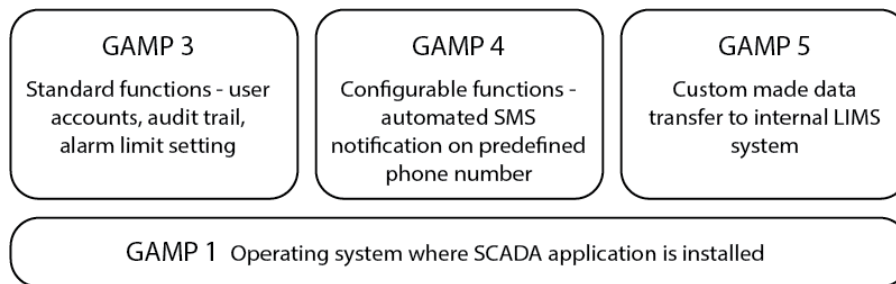 GAMP 3
Standard functions - user
accounts, audit trail,
alarm limit setting
GAMP 4
Configurable functions -
automated SMS
notification on predefined
phone number
GAMP 5
Custom made data
transfer to internal LIMS
system
GAMP 1 Operating system where SCADA application is installed